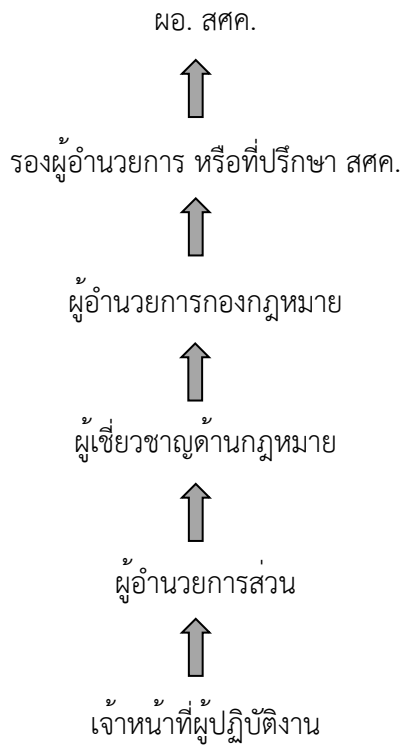 ผอ. สศค.
รองผู้อำนวยการ หรือที่ปรึกษา สศค.
ผู้อำนวยการกองกฎหมาย
ผู้เชี่ยวชาญด้านกฎหมาย
ผู้อำนวยการส่วน
เจ้าหน้าที่ผู้ปฏิบัติงาน